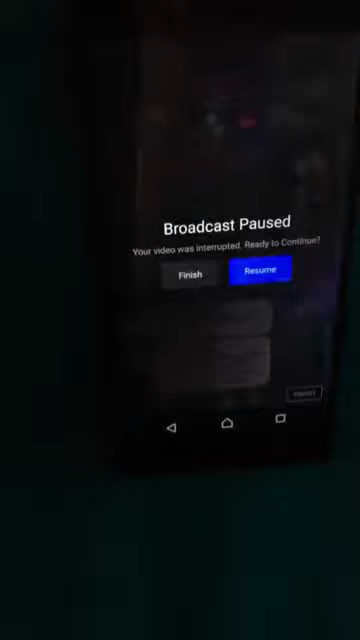 Broadcast Paused
Your video was interrupted. Ready to Continue?
Finish
Resume